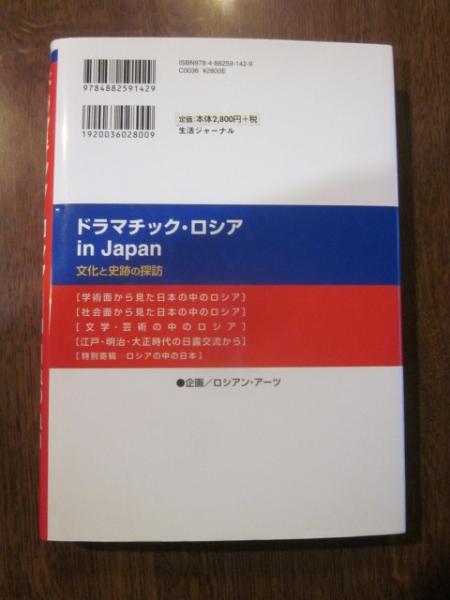 ISBN978-4-88259-142-9
C0036 ¥2800E
9784882591429
定価:本体2,800円+税
生活ジャーナル
1920036028009
ドラマチック・ロシア
in Japan
文化と史跡の探訪
[学術面から見た日本の中のロシア]
[社会面から見た日本の中のロシア]
[文学・芸術の中のロシア]
[江戸・明治・大正時代の日露交流から]
[特別寄稿 ロシアの中の日本]
●企画/ロシアン・アーツ